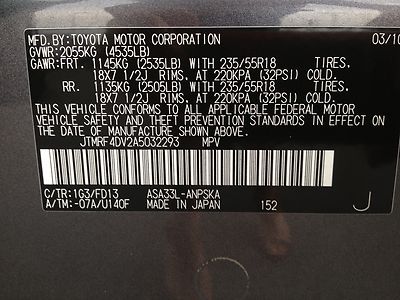 MFD.BY:TOYOTA MOTOR CORPORATION 03/10
GVWR:2055KG (4535LB)
GAWR:FRT. 1145KG (2535LB) WITH 235/55R18 TIRES.
18X7 1/2J RIMS, AT 220KPA (32PSI) COLD.
RR. 1135KG (2505LB) WITH 235/55R18 TIRES.
18X7 1/2J RIMS, AT 220KPA (32PSI) COLD.
THIS VEHICLE CONFORMS TO ALL APPLICABLE FEDERAL MOTOR
VEHICLE SAFETY AND THEFT PREVENTION STANDARDS IN EFFECT
ON THE DATE OF MANUFACTURE SHOWN ABOVE.
JTMRF4DV2A5032293 MPV
C/TR:1G3/FD13 ASA33L-ANPSKA J
A/TM:-07A/U140F MADE IN JAPAN 152